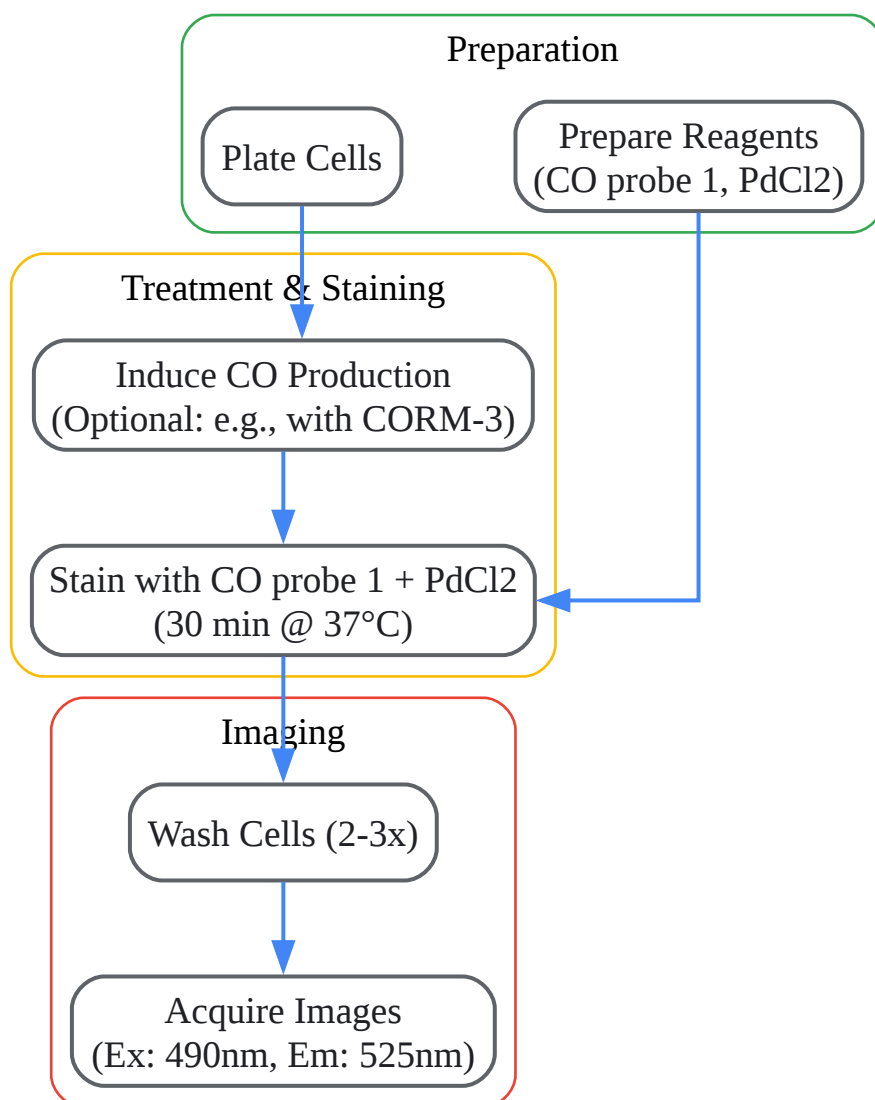 Preparation
Plate Cells
Prepare Reagents
(CO probe 1, PdCl2)
Treatment & Staining
Induce CO Production
(Optional: e.g., with CORM-3)
Stain with CO probe 1 + PdCl2
(30 min @ 37°C)
Imaging
Wash Cells (2-3x)
Acquire Images
(Ex: 490nm, Em: 525nm)